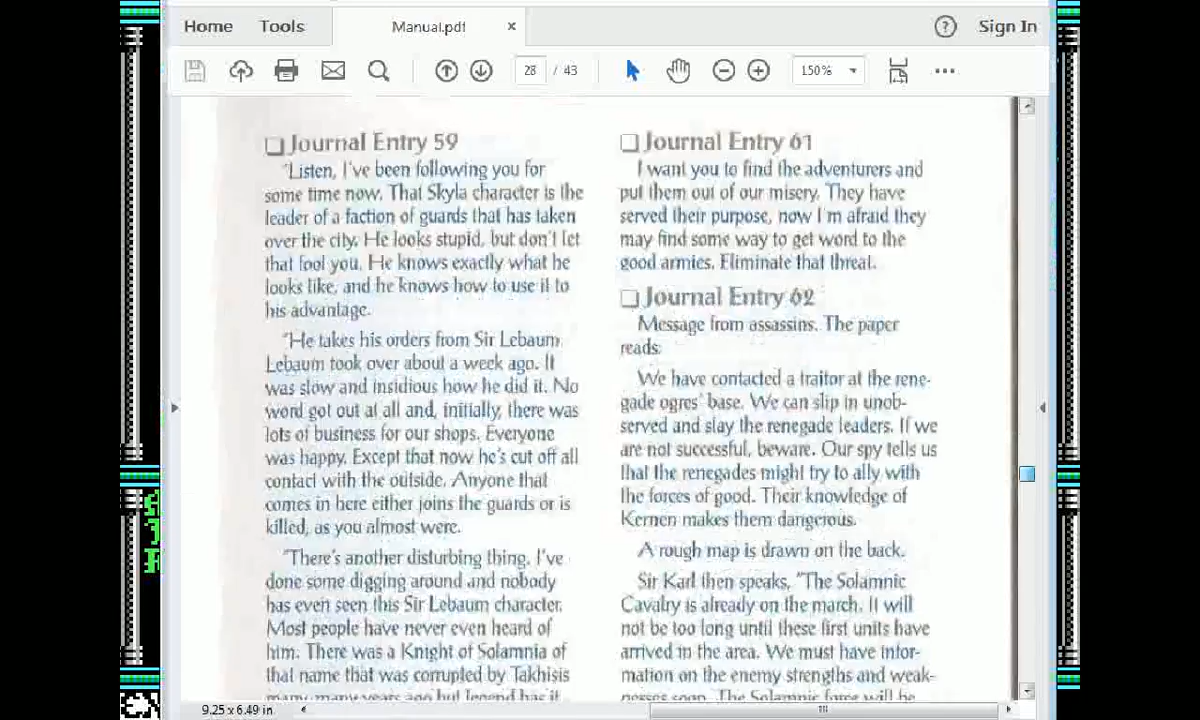 Home
Tools
Manual.pdf
Sign In
28 / 43
150%
Journal Entry 59
"Listen, I've been following you for
some time now. That Skyla character is the
leader of a faction of guards that has taken
over the city. He looks stupid, but don't let
that fool you. He knows exactly what he
looks like, and he knows how to use it to
his advantage.
"He takes his orders from Sir Lebaum.
Lebaum took over about a week ago. It
was slow and insidious how he did it. No
word got out at all and, initially, there was
lots of business for our shops. Everyone
was happy. Except that now he's cut off all
contact with the outside. Anyone that
comes in here either joins the guards or is
killed, as you almost were.
"There's another disturbing thing. I've
done some digging around and nobody
has even seen this Sir Lebaum character.
Most people have never even heard of
him. There was a Knight of Solamnia of
that name that was corrupted by Takhisis
many, many years ago but legend has it
Journal Entry 61
I want you to find the adventurers and
put them out of our misery. They have
served their purpose, now I'm afraid they
may find some way to get word to the
good armies. Eliminate that threat.
Journal Entry 62
Message from assassins. The paper
reads:
We have contacted a traitor at the rene-
gade ogres' base. We can slip in unob-
served and slay the renegade leaders. If we
are not successful, beware. Our spy tells us
that the renegades might try to ally with
the forces of good. Their knowledge of
Kernen makes them dangerous.
A rough map is drawn on the back.
Sir Karl then speaks, "The Solamnic
Cavalry is already on the march. It will
not be too long until these first units have
arrived in the area. We must have infor-
mation on the enemy strengths and weak-
nesses soon. The Solamnic force will be
9.25 x 6.49 in